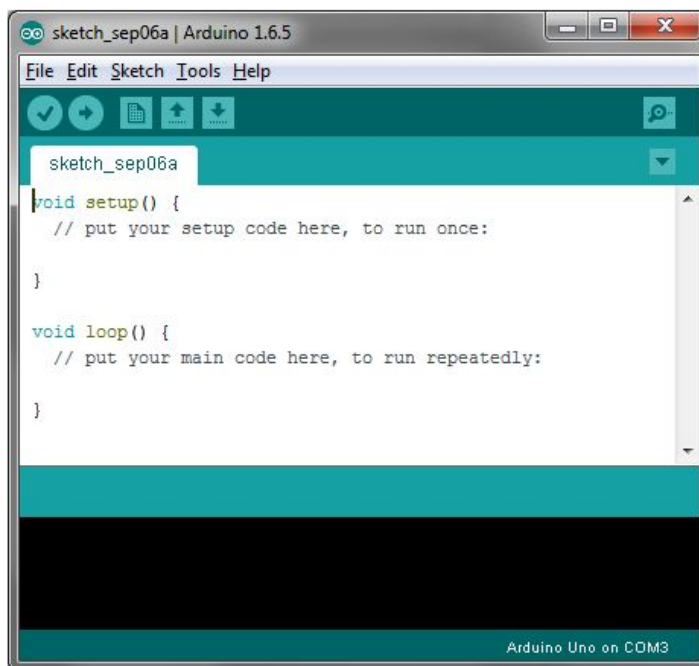 sketch_sep06a | Arduino 1.6.5
File Edit Sketch Tools Help
sketch_sep06a
void setup() {
  // put your setup code here, to run once:
}
void loop() {
  // put your main code here, to run repeatedly:
}
Arduino Uno on COM3